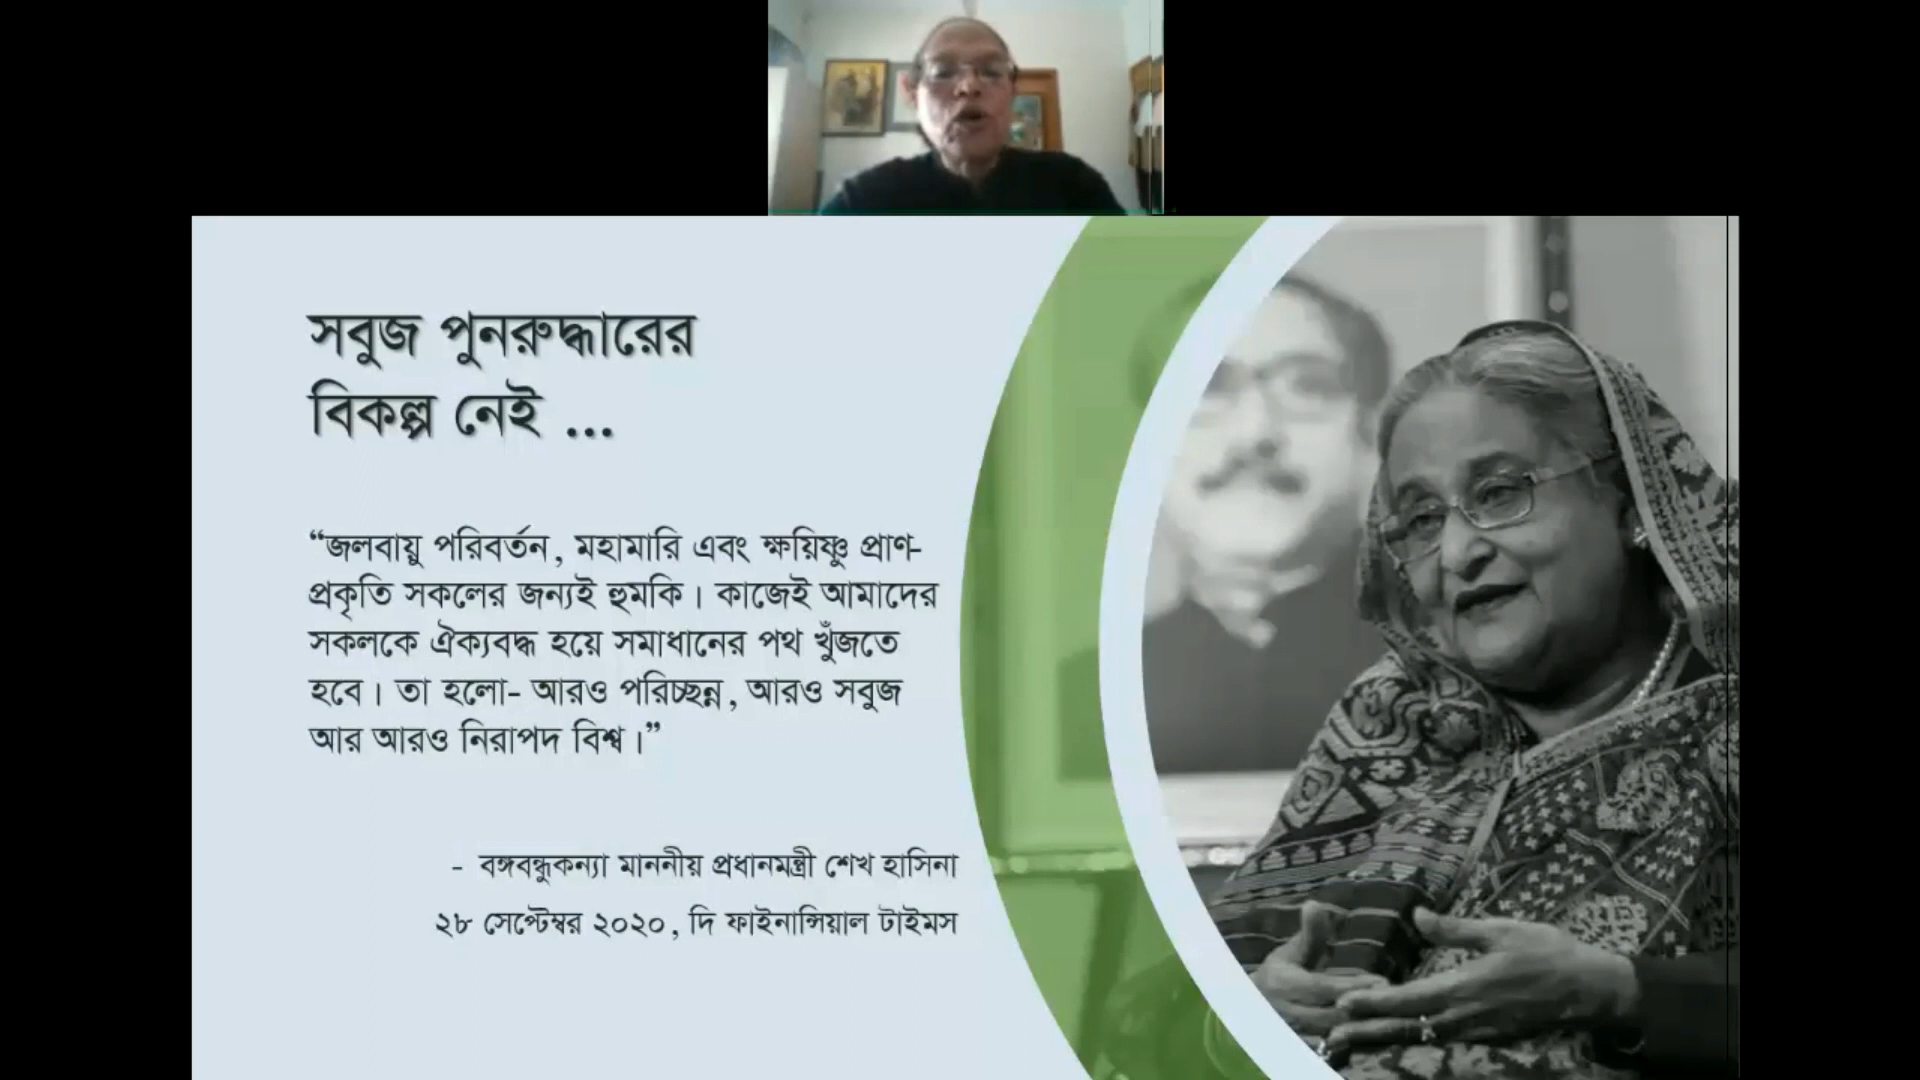 সবুজ পুনরুদ্ধারের
বিকল্প নেই ...
“জলবায়ু পরিবর্তন, মহামারি এবং ক্ষয়িষ্ণু প্রাণ-
প্রকৃতি সকলের জন্যই হুমকি। কাজেই আমাদের
সকলকে ঐক্যবদ্ধ হয়ে সমাধানের পথ খুঁজতে
হবে। তা হলো- আরও পরিচ্ছন্ন, আরও সবুজ
আর আরও নিরাপদ বিশ্ব।”
- বঙ্গবন্ধুকন্যা মাননীয় প্রধানমন্ত্রী শেখ হাসিনা
২৮ সেপ্টেম্বর ২০২০, দি ফাইনান্সিয়াল টাইমস